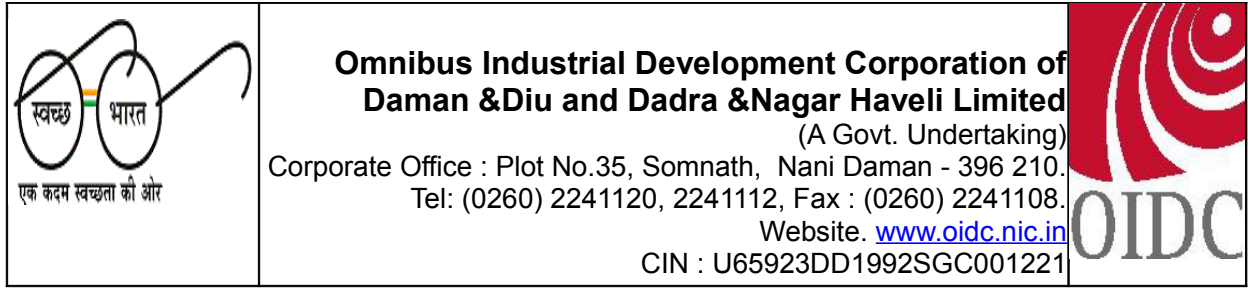 स्वच्छ भारत
एक कदम स्वच्छता की ओर
Omnibus Industrial Development Corporation of
Daman &Diu and Dadra &Nagar Haveli Limited
(A Govt. Undertaking)
Corporate Office : Plot No.35, Somnath, Nani Daman - 396 210.
Tel: (0260) 2241120, 2241112, Fax : (0260) 2241108.
Website. www.oidc.nic.in
CIN : U65923DD1992SGC001221
OIDC